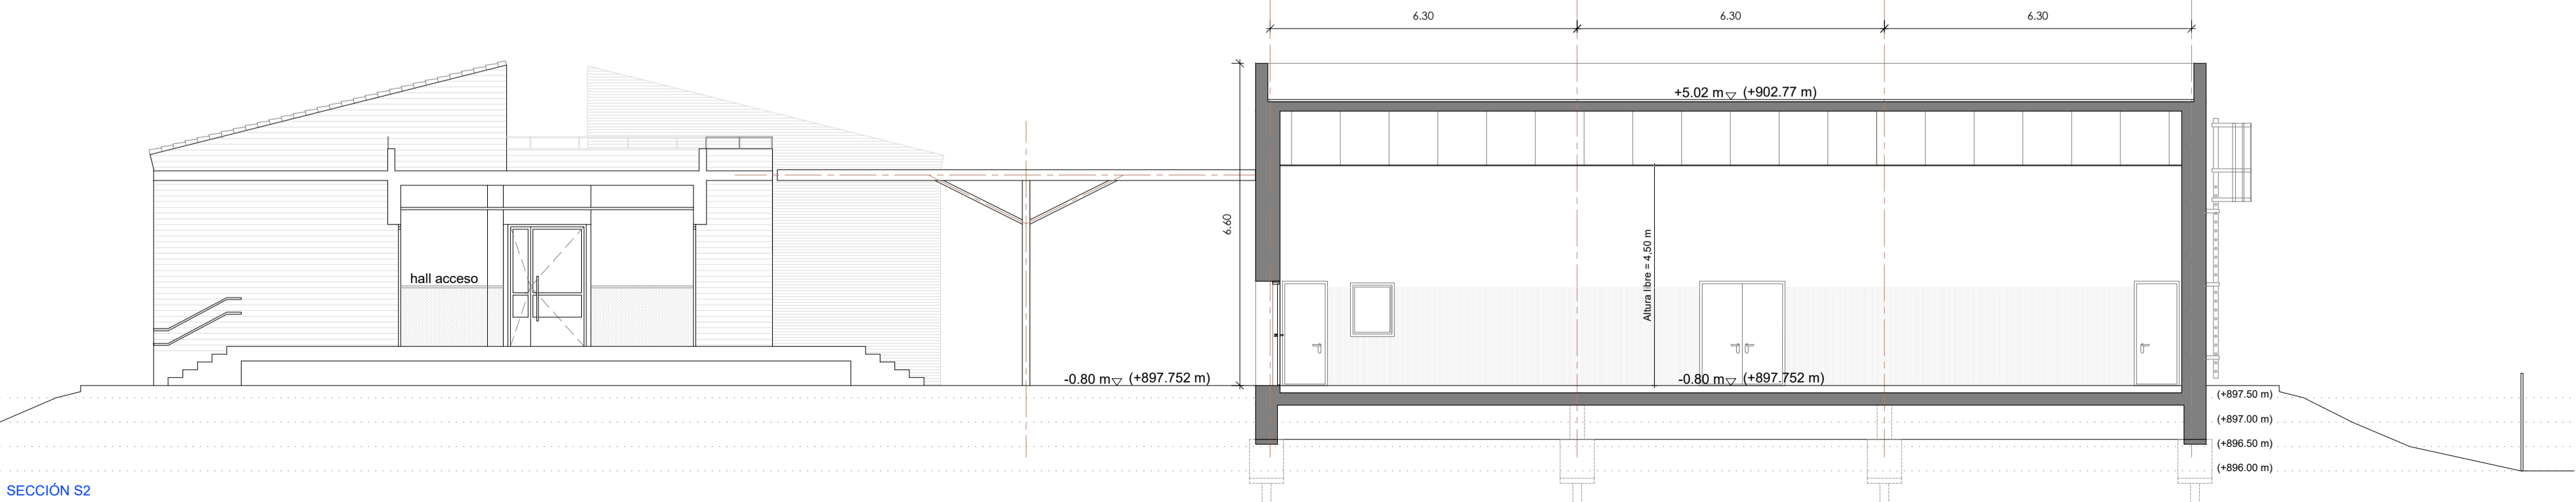 6.30
6.30
6.30
+5.02 m (+902.77 m)
6.60
Altura libre = 4,50 m
hall acceso
-0.80 m (+897.752 m)
-0.80 m (+897.752 m)
(+897.50 m)
(+897.00 m)
(+896.50 m)
(+896.00 m)
SECCIÓN S2